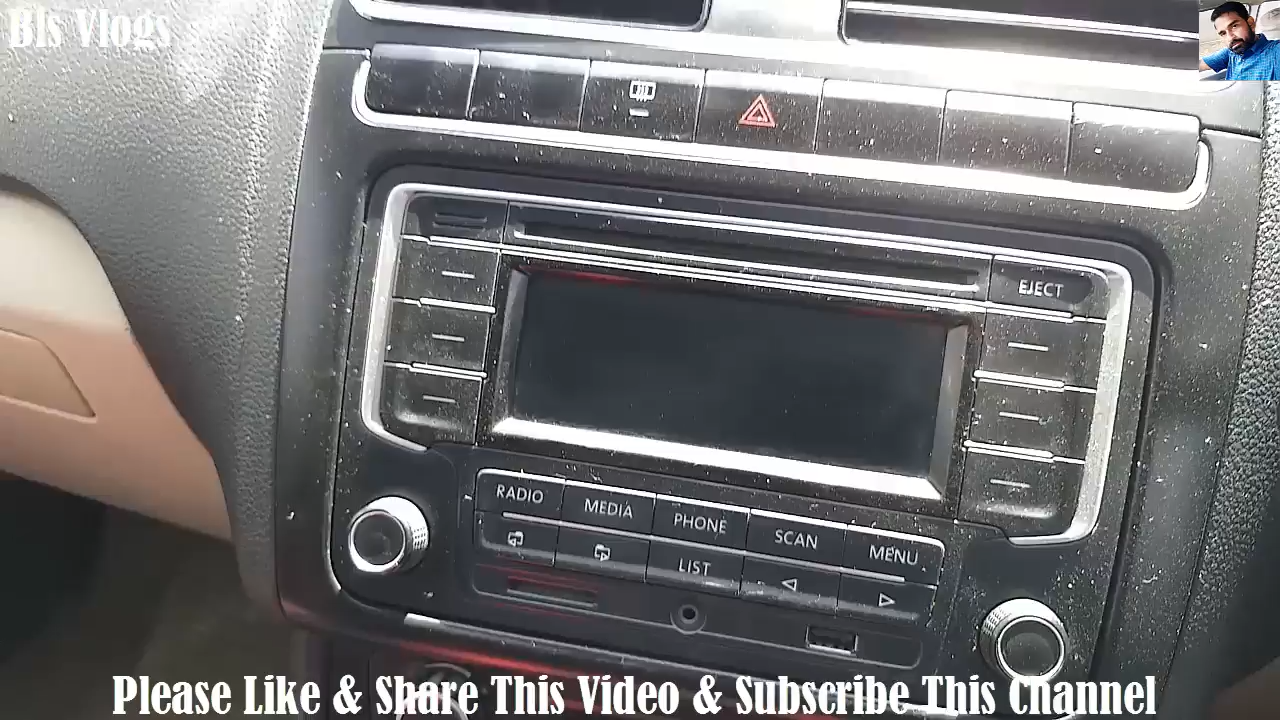 Bls Vlogs
EJECT
RADIO
MEDIA
PHONE
SCAN
MENU
LIST
Please Like & Share This Video & Subscribe This Channel